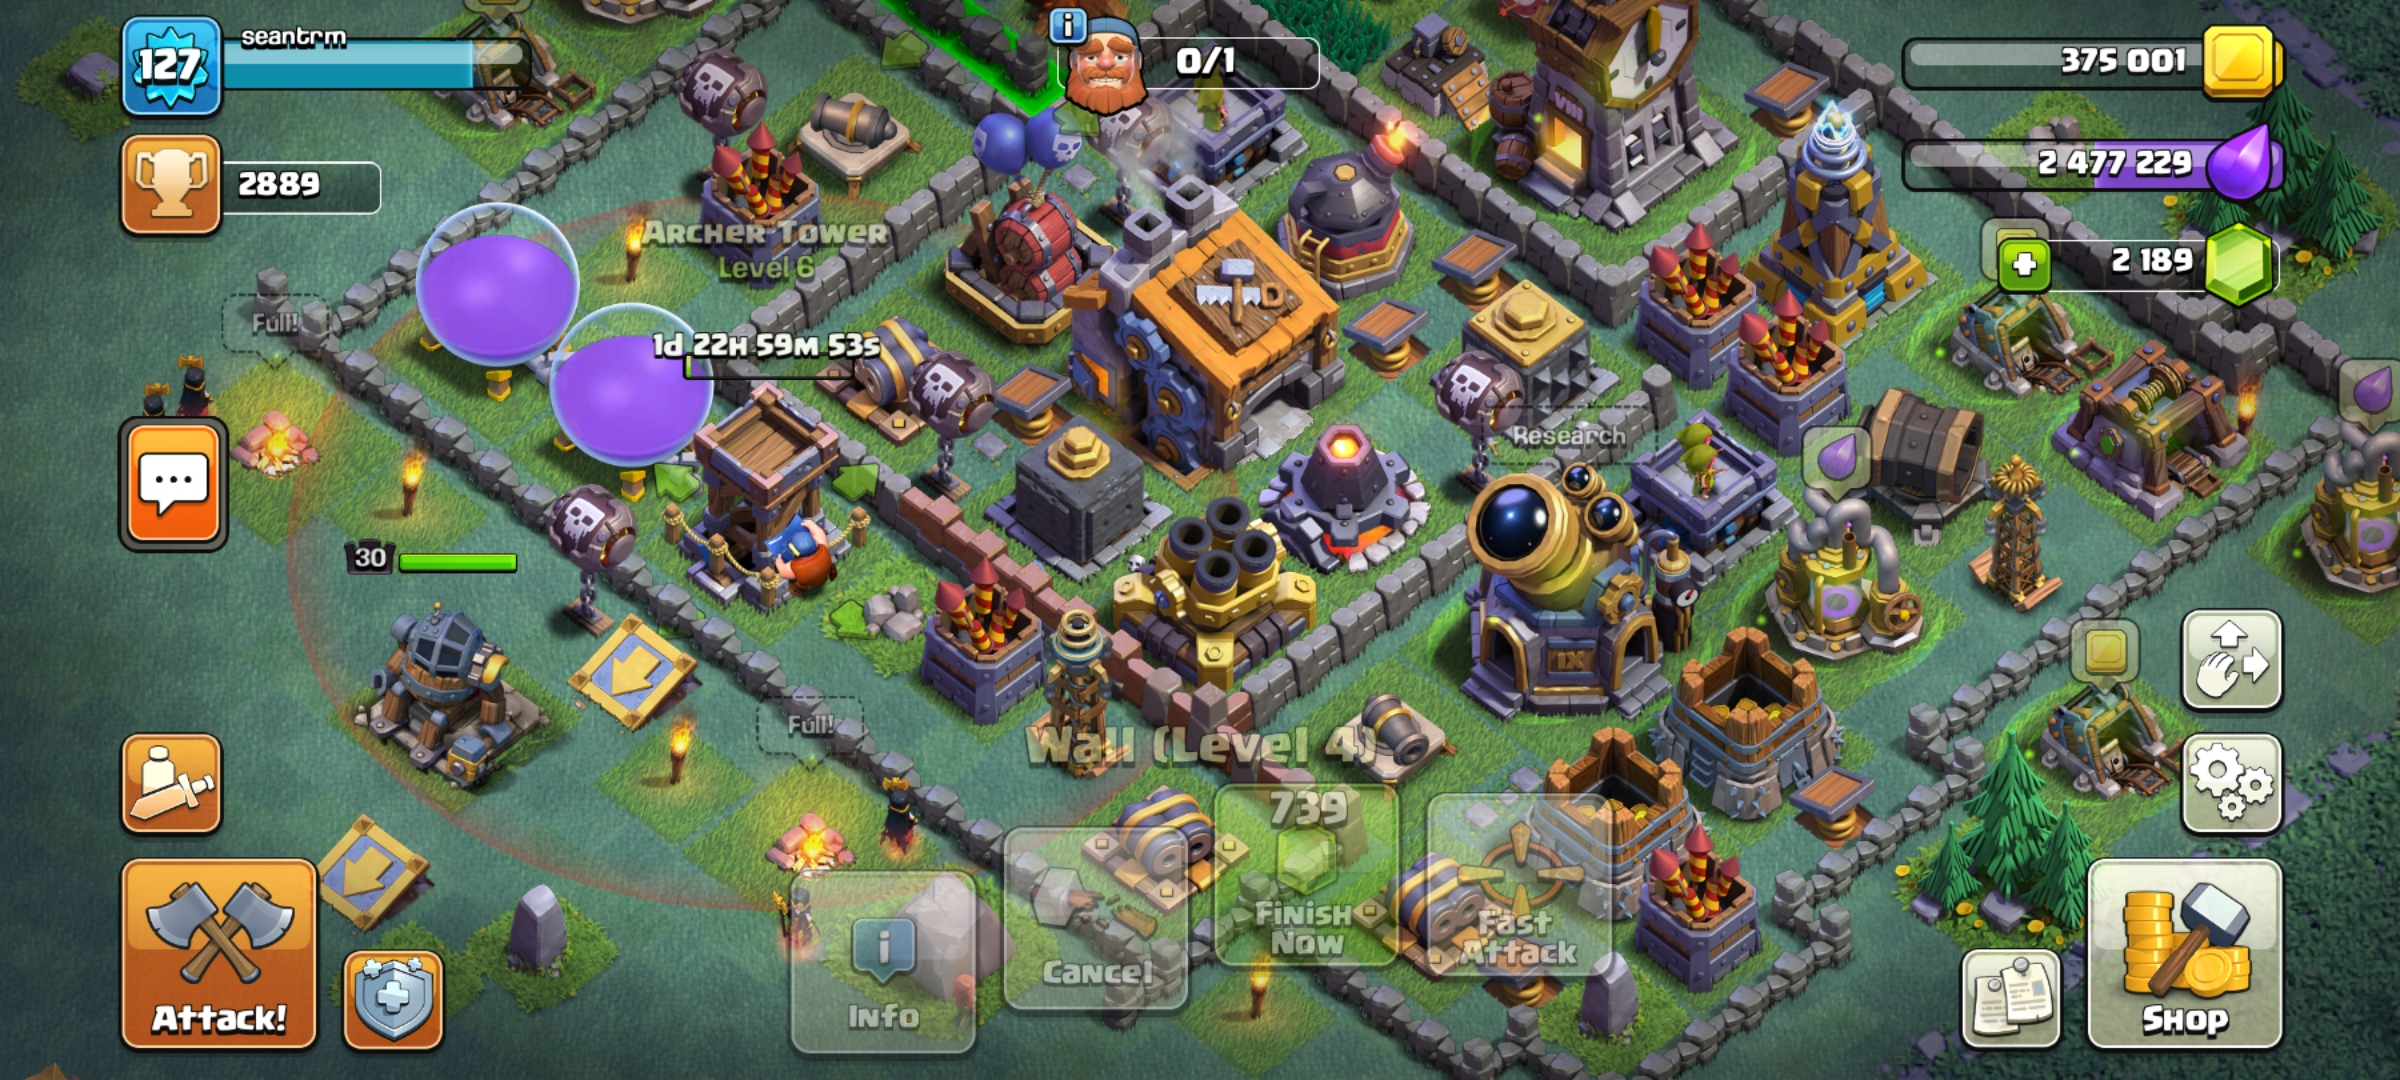 127
seantrm
0/1
375 001
2889
2 477 229
Archer Tower
Level 6
2 189
Full!
1d 22H 59M 53s
Research
30
IX
Full!
Wall (Level 4)
739
Finish
Now
Fast
Attack
Cancel
Info
Attack!
Shop